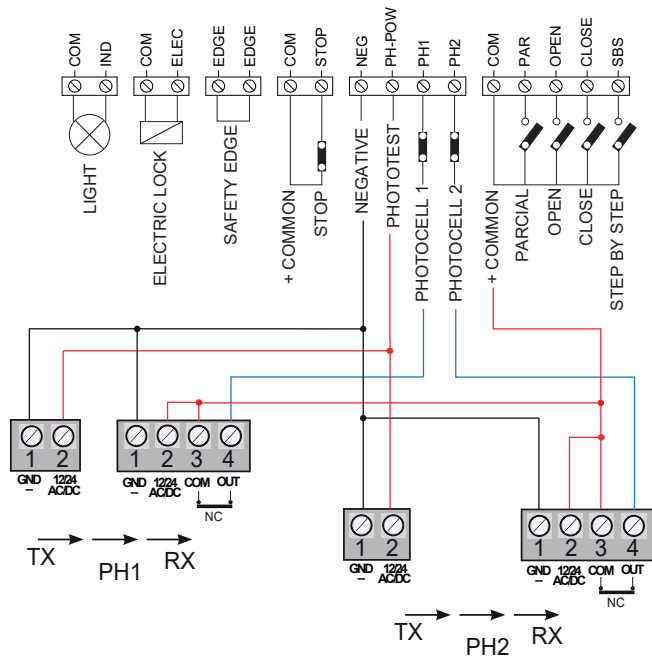 COM IND COM ELEC EDGE EDGE COM STOP NEG PH-POW PH1 PH2 COM PAR OPEN CLOSE SBS
LIGHT
ELECTRIC LOCK
SAFETY EDGE
+ COMMON
STOP
NEGATIVE
PHOTOTEST
PHOTOCELL 1
PHOTOCELL 2
+ COMMON
PARCIAL
OPEN
CLOSE
STEP BY STEP
1 2 1 2 3 4
GND 12/24 GND 12/24 COM OUT
– AC/DC – AC/DC
NC
TX PH1 RX
1 2 1 2 3 4
GND 12/24 GND 12/24 COM OUT
– AC/DC – AC/DC
NC
TX PH2 RX